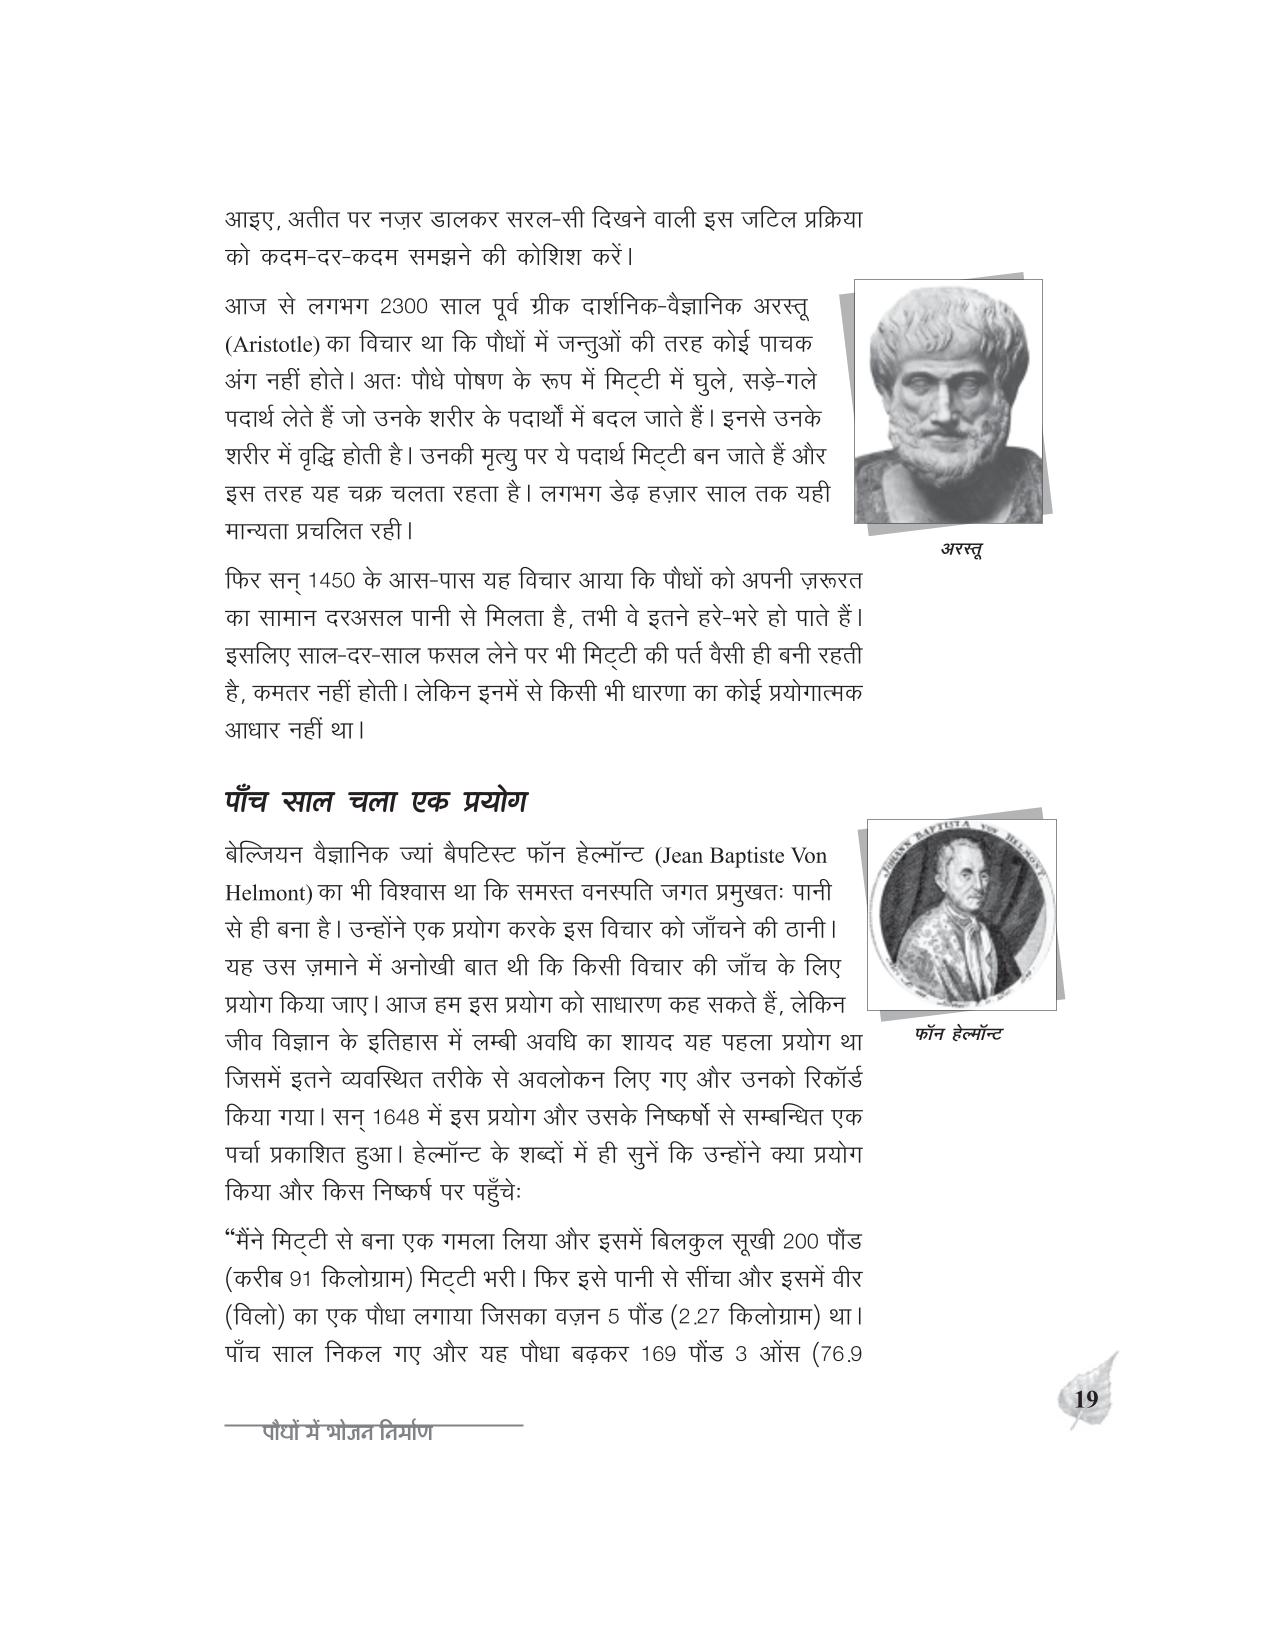 आइए, अतीत पर नज़र डालकर सरल-सी दिखने वाली इस जटिल प्रक्रिया
को कदम-दर-कदम समझने की कोशिश करें।
आज से लगभग 2300 साल पूर्व ग्रीक दार्शनिक-वैज्ञानिक अरस्तू
(Aristotle) का विचार था कि पौधों में जन्तुओं की तरह कोई पाचक
अंग नहीं होते। अतः पौधे पोषण के रूप में मिट्टी में घुले, सड़े-गले
पदार्थ लेते हैं जो उनके शरीर के पदार्थों में बदल जाते हैं। इनसे उनके
शरीर में वृद्धि होती है। उनकी मृत्यु पर ये पदार्थ मिट्टी बन जाते हैं और
इस तरह यह चक्र चलता रहता है। लगभग डेढ़ हज़ार साल तक यही
मान्यता प्रचलित रही।
अरस्तू
फिर सन् 1450 के आस-पास यह विचार आया कि पौधों को अपनी ज़रूरत
का सामान दरअसल पानी से मिलता है, तभी वे इतने हरे-भरे हो पाते हैं।
इसलिए साल-दर-साल फसल लेने पर भी मिट्टी की पर्त वैसी ही बनी रहती
है, कमतर नहीं होती। लेकिन इनमें से किसी भी धारणा का कोई प्रयोगात्मक
आधार नहीं था।
पाँच साल चला एक प्रयोग
बेल्जियन वैज्ञानिक ज्यां बैपटिस्ट फॉन हेल्मॉन्ट (Jean Baptiste Von
Helmont) का भी विश्वास था कि समस्त वनस्पति जगत प्रमुखतः पानी
से ही बना है। उन्होंने एक प्रयोग करके इस विचार को जाँचने की ठानी।
यह उस ज़माने में अनोखी बात थी कि किसी विचार की जाँच के लिए
प्रयोग किया जाए। आज हम इस प्रयोग को साधारण कह सकते हैं, लेकिन
जीव विज्ञान के इतिहास में लम्बी अवधि का शायद यह पहला प्रयोग था
जिसमें इतने व्यवस्थित तरीके से अवलोकन लिए गए और उनको रिकॉर्ड
किया गया। सन् 1648 में इस प्रयोग और उसके निष्कर्षो से सम्बन्धित एक
पर्चा प्रकाशित हुआ। हेल्मॉन्ट के शब्दों में ही सुनें कि उन्होंने क्या प्रयोग
किया और किस निष्कर्ष पर पहुँचेः
JOHANN BAPTISTA VON HELMONT
फॉन हेल्मॉन्ट
“मैंने मिट्टी से बना एक गमला लिया और इसमें बिलकुल सूखी 200 पौंड
(करीब 91 किलोग्राम) मिट्टी भरी। फिर इसे पानी से सींचा और इसमें वीर
(विलो) का एक पौधा लगाया जिसका वज़न 5 पौंड (2.27 किलोग्राम) था।
पाँच साल निकल गए और यह पौधा बढ़कर 169 पौंड 3 ओंस (76.9
19
पौधों में भोजन निर्माण